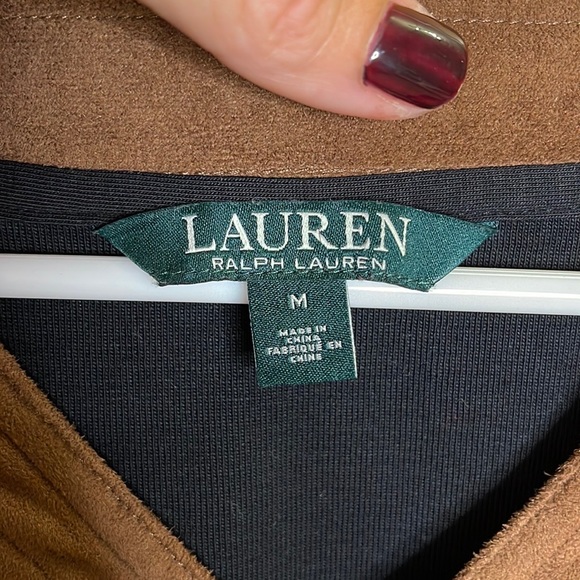 LAUREN
RALPH LAUREN
M
MADE IN
CHINA
FABRIQUÉ EN
CHINE